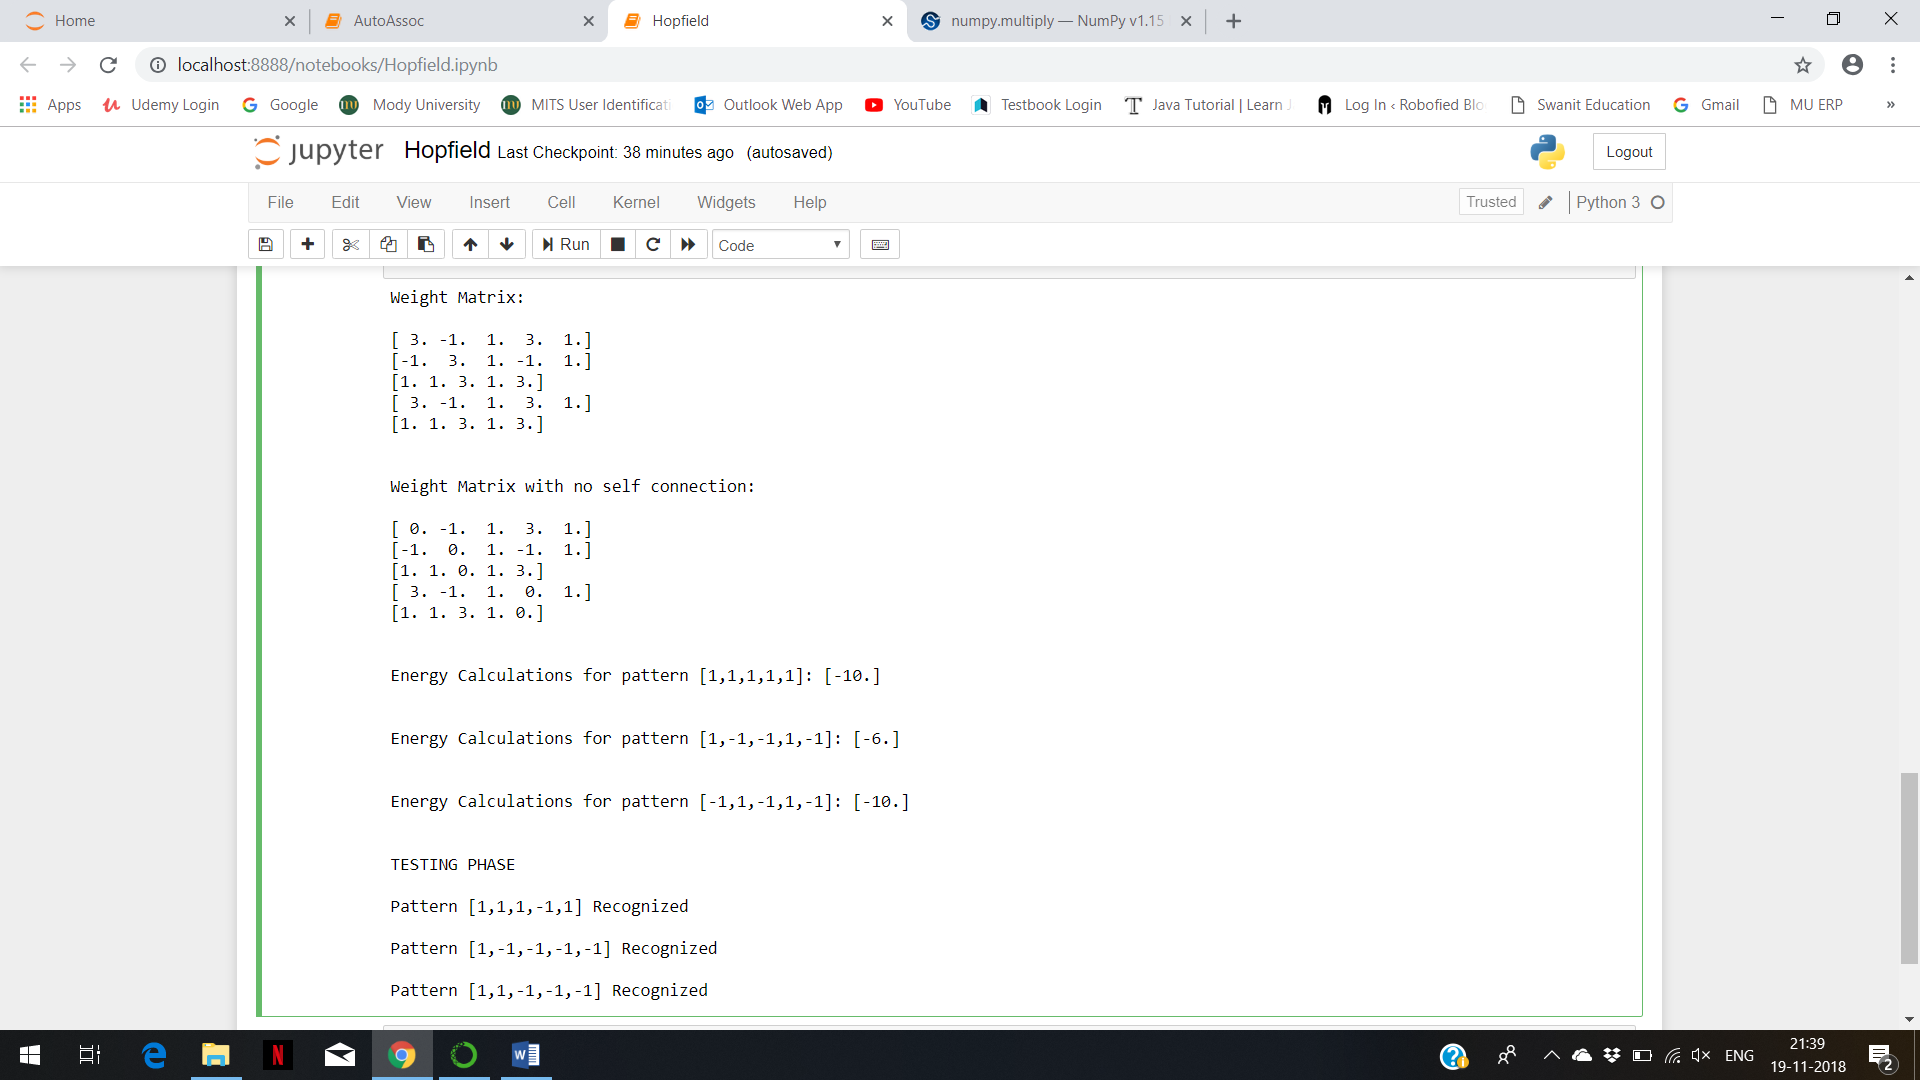 Home
AutoAssoc
Hopfield
numpy.multiply — NumPy v1.15
localhost:8888/notebooks/Hopfield.ipynb
Apps Udemy Login Google Mody University MITS User Identificati Outlook Web App YouTube Testbook Login Java Tutorial | Learn J Log In ‹ Robofied Blo Swanit Education Gmail MU ERP »
jupyter Hopfield Last Checkpoint: 38 minutes ago (autosaved) Logout
File Edit View Insert Cell Kernel Widgets Help Trusted Python 3
Run Code
Weight Matrix:
[ 3. -1. 1. 3. 1.]
[-1. 3. 1. -1. 1.]
[1. 1. 3. 1. 3.]
[ 3. -1. 1. 3. 1.]
[1. 1. 3. 1. 3.]
Weight Matrix with no self connection:
[ 0. -1. 1. 3. 1.]
[-1. 0. 1. -1. 1.]
[1. 1. 0. 1. 3.]
[ 3. -1. 1. 0. 1.]
[1. 1. 3. 1. 0.]
Energy Calculations for pattern [1,1,1,1,1]: [-10.]
Energy Calculations for pattern [1,-1,-1,1,-1]: [-6.]
Energy Calculations for pattern [-1,1,-1,1,-1]: [-10.]
TESTING PHASE
Pattern [1,1,1,-1,1] Recognized
Pattern [1,-1,-1,-1,-1] Recognized
Pattern [1,1,-1,-1,-1] Recognized
ENG
21:39
19-11-2018
2